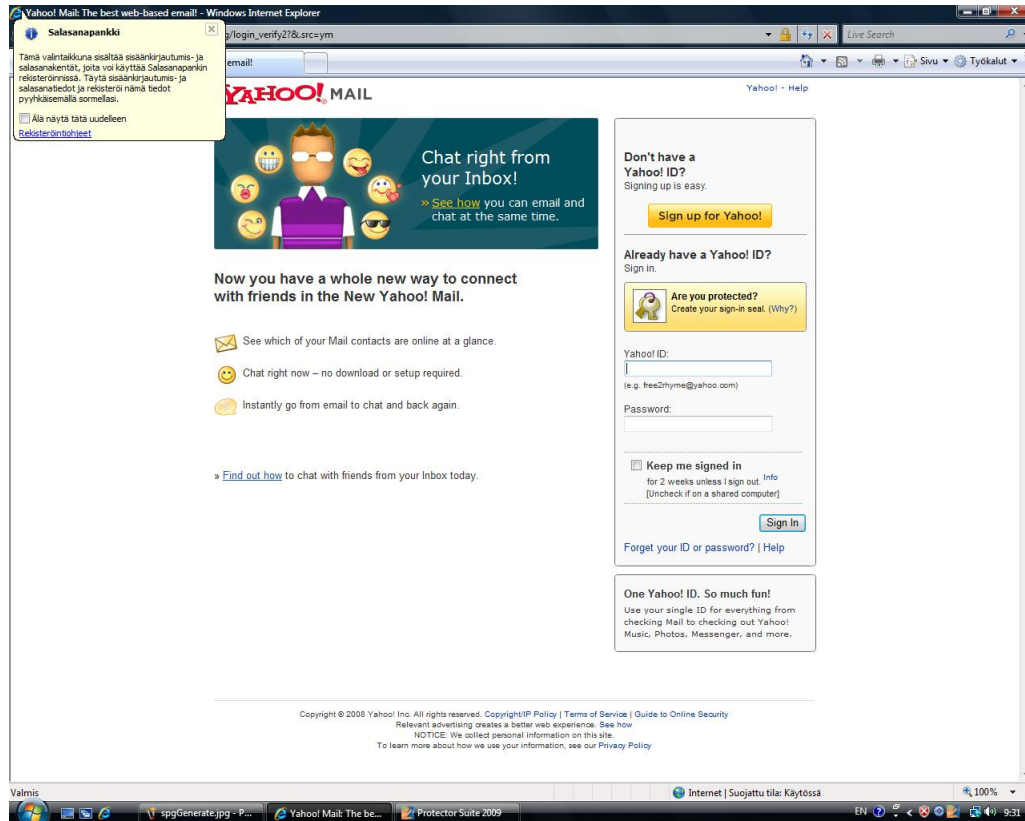 Yahoo! Mail: The best web-based email! - Windows Internet Explorer
Salasanapankki
Tämä valintaikkuna sisältää sisäänkirjautumis- ja
salasanakentät, joita voi käyttää Salasanapankin
rekisteröinnissä. Täytä sisäänkirjautumis- ja
salasanatiedot ja rekisteröi nämä tiedot
pyyhkäisemällä sormellasi.
Älä näytä tätä uudelleen
Rekisteröintiohjeet
g/login_verify2?&.src=ym
Live Search
email!
Sivu
Työkalut
YAHOO! MAIL
Yahoo! - Help
Chat right from
your Inbox!
» See how you can email and
chat at the same time.
Now you have a whole new way to connect
with friends in the New Yahoo! Mail.
See which of your Mail contacts are online at a glance.
Chat right now – no download or setup required.
Instantly go from email to chat and back again.
» Find out how to chat with friends from your Inbox today.
Don't have a
Yahoo! ID?
Signing up is easy.
Sign up for Yahoo!
Already have a Yahoo! ID?
Sign in.
Are you protected?
Create your sign-in seal. (Why?)
Yahoo! ID:
(e.g. free2rhyme@yahoo.com)
Password:
Keep me signed in
for 2 weeks unless I sign out. Info
[Uncheck if on a shared computer]
Sign In
Forget your ID or password? | Help
One Yahoo! ID. So much fun!
Use your single ID for everything from
checking Mail to checking out Yahoo!
Music, Photos, Messenger, and more.
Copyright © 2008 Yahoo! Inc. All rights reserved. Copyright/IP Policy | Terms of Service | Guide to Online Security
Relevant advertising creates a better web experience. See how
NOTICE: We collect personal information on this site.
To learn more about how we use your information, see our Privacy Policy
Valmis
Internet | Suojattu tila: Käytössä
100%
spgGenerate.jpg - P...
Yahoo! Mail: The be...
Protector Suite 2009
EN
9:31